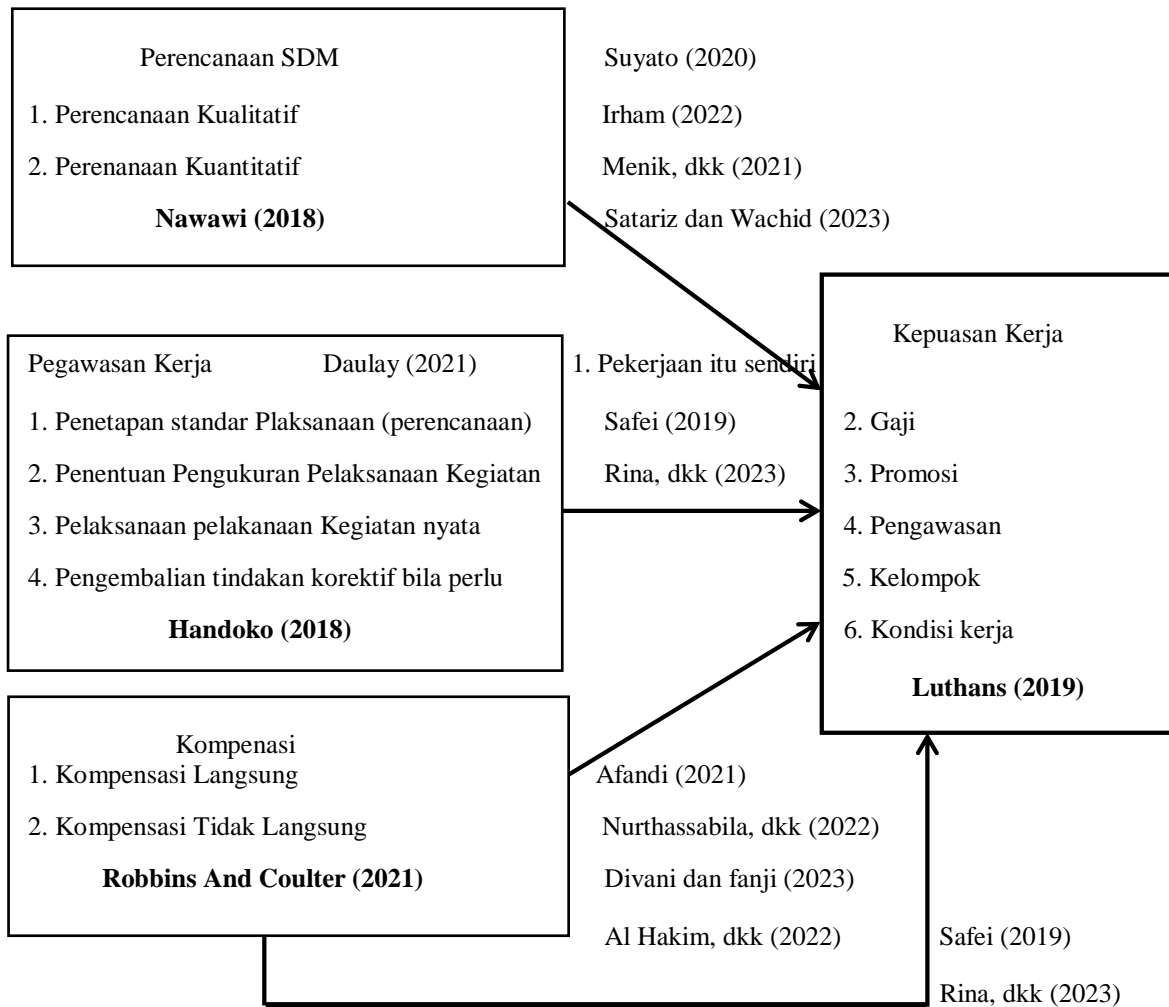 Perencanaan SDM Suyato (2020)
1. Perencanaan Kualitatif Irham (2022)
2. Perenanaan Kuantitatif Menik, dkk (2021)
Nawawi (2018) Satariz dan Wachid (2023)
Kepuasan Kerja
Pegawasan Kerja Daulay (2021) 1. Pekerjaan itu sendiri
1. Penetapan standar Plaksanaan (perencanaan) Safei (2019) 2. Gaji
2. Penentuan Pengukuran Pelaksanaan Kegiatan Rina, dkk (2023) 3. Promosi
3. Pelaksanaan pelakanaan Kegiatan nyata 4. Pengawasan
4. Pengembalian tindakan korektif bila perlu 5. Kelompok
Handoko (2018) 6. Kondisi kerja
Luthans (2019)
Kompenasi
1. Kompensasi Langsung Afandi (2021)
2. Kompensasi Tidak Langsung Nurthassabila, dkk (2022)
Robbins And Coulter (2021) Divani dan fanji (2023)
Al Hakim, dkk (2022) Safei (2019)
Rina, dkk (2023)